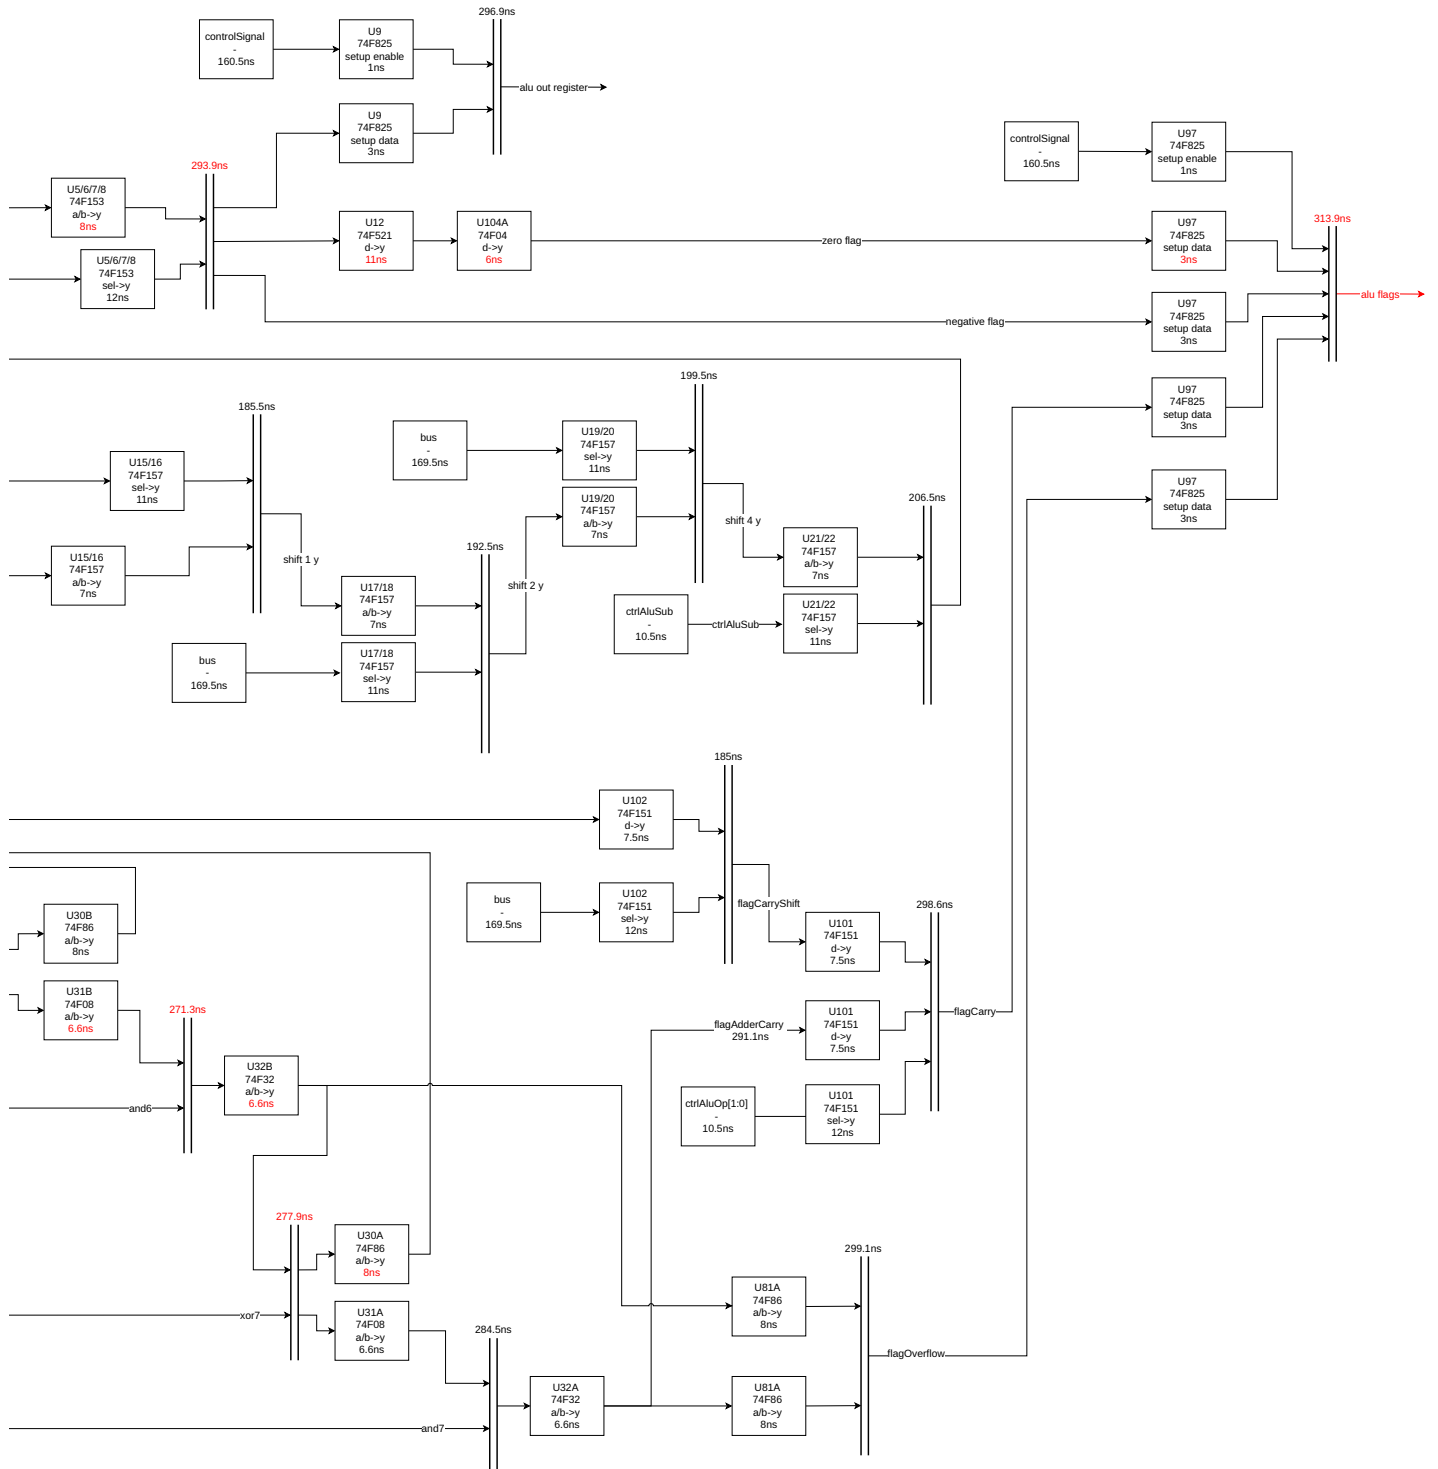 296.9ns
controlSignal
-
160.5ns
U9
74F825
setup enable
1ns
alu out register
U9
74F825
setup data
3ns
controlSignal
-
160.5ns
U97
74F825
setup enable
1ns
293.9ns
U5/6/7/8
74F153
a/b->y
8ns
U12
74F521
d->y
11ns
U104A
74F04
d->y
6ns
zero flag
U97
74F825
setup data
3ns
313.9ns
U5/6/7/8
74F153
sel->y
12ns
alu flags
negative flag
U97
74F825
setup data
3ns
199.5ns
185.5ns
bus
-
169.5ns
U19/20
74F157
sel->y
11ns
U97
74F825
setup data
3ns
U15/16
74F157
sel->y
11ns
U19/20
74F157
a/b->y
7ns
206.5ns
U97
74F825
setup data
3ns
shift 4 y
192.5ns
U15/16
74F157
a/b->y
7ns
shift 1 y
U21/22
74F157
a/b->y
7ns
shift 2 y
U17/18
74F157
a/b->y
7ns
ctrlAluSub
-
10.5ns
ctrlAluSub
U21/22
74F157
sel->y
11ns
bus
-
169.5ns
U17/18
74F157
sel->y
11ns
185ns
U102
74F151
d->y
7.5ns
bus
-
169.5ns
U102
74F151
sel->y
12ns
flagCarryShift
298.6ns
U30B
74F86
a/b->y
8ns
U101
74F151
d->y
7.5ns
U31B
74F08
a/b->y
6.6ns
271.3ns
flagCarry
flagAdderCarry
291.1ns
U101
74F151
d->y
7.5ns
U32B
74F32
a/b->y
6.6ns
and6
ctrlAluOp[1:0]
-
10.5ns
U101
74F151
sel->y
12ns
277.9ns
U30A
74F86
a/b->y
8ns
299.1ns
U81A
74F86
a/b->y
8ns
xor7
U31A
74F08
a/b->y
6.6ns
284.5ns
flagOverflow
U32A
74F32
a/b->y
6.6ns
U81A
74F86
a/b->y
8ns
and7